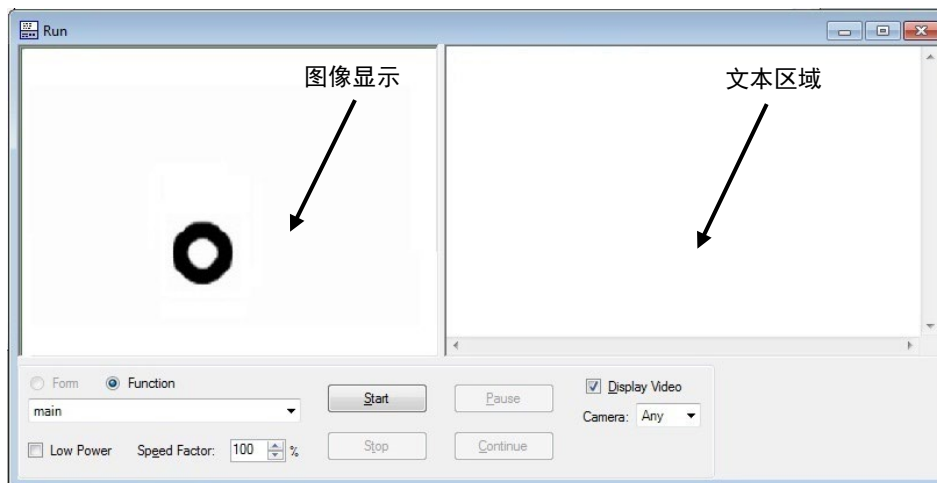 Run
图像显示
文本区域
Form Function
main
Low Power Speed Factor: 100 %
Start Pause
Stop Continue
Display Video
Camera: Any